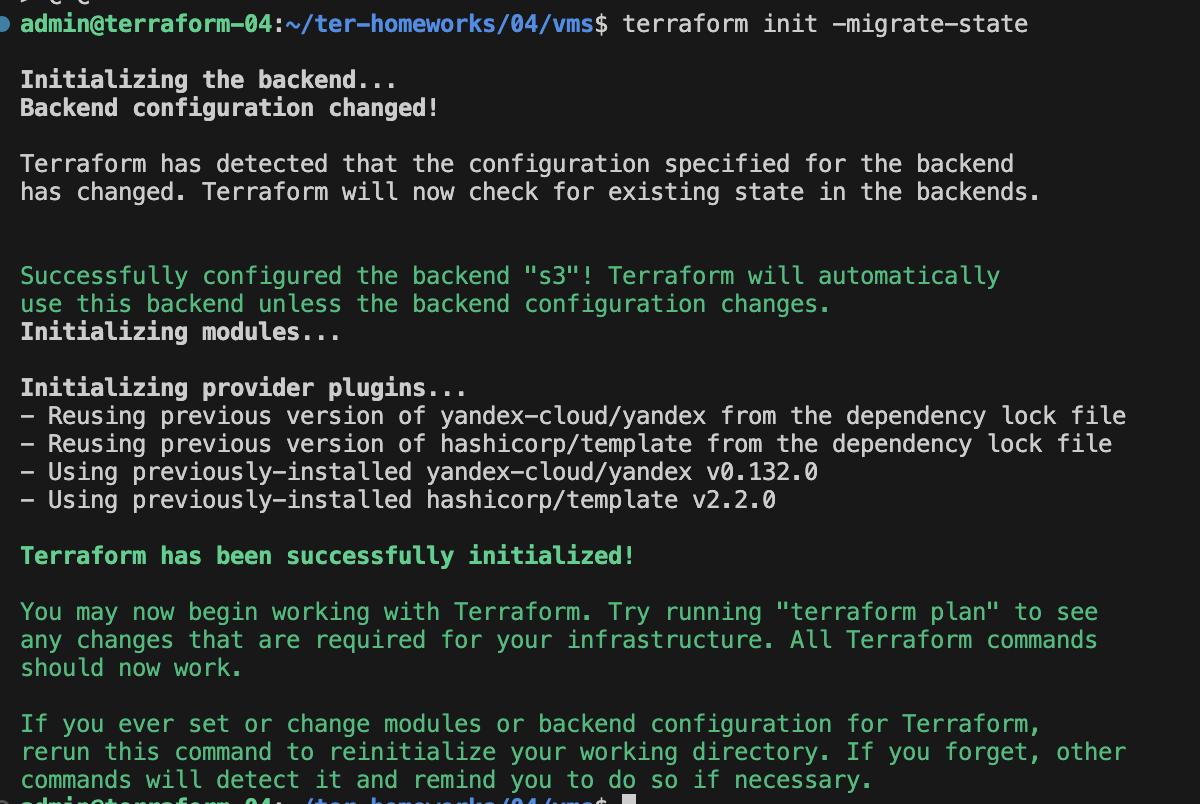 admin@terraform-04:~/ter-homeworks/04/vms$ terraform init -migrate-state
Initializing the backend...
Backend configuration changed!
Terraform has detected that the configuration specified for the backend
has changed. Terraform will now check for existing state in the backends.
Successfully configured the backend "s3"! Terraform will automatically
use this backend unless the backend configuration changes.
Initializing modules...
Initializing provider plugins...
- Reusing previous version of yandex-cloud/yandex from the dependency lock file
- Reusing previous version of hashicorp/template from the dependency lock file
- Using previously-installed yandex-cloud/yandex v0.132.0
- Using previously-installed hashicorp/template v2.2.0
Terraform has been successfully initialized!
You may now begin working with Terraform. Try running "terraform plan" to see
any changes that are required for your infrastructure. All Terraform commands
should now work.
If you ever set or change modules or backend configuration for Terraform,
rerun this command to reinitialize your working directory. If you forget, other
commands will detect it and remind you to do so if necessary.
admin@terraform-04:~/ter-homeworks/04/vms$